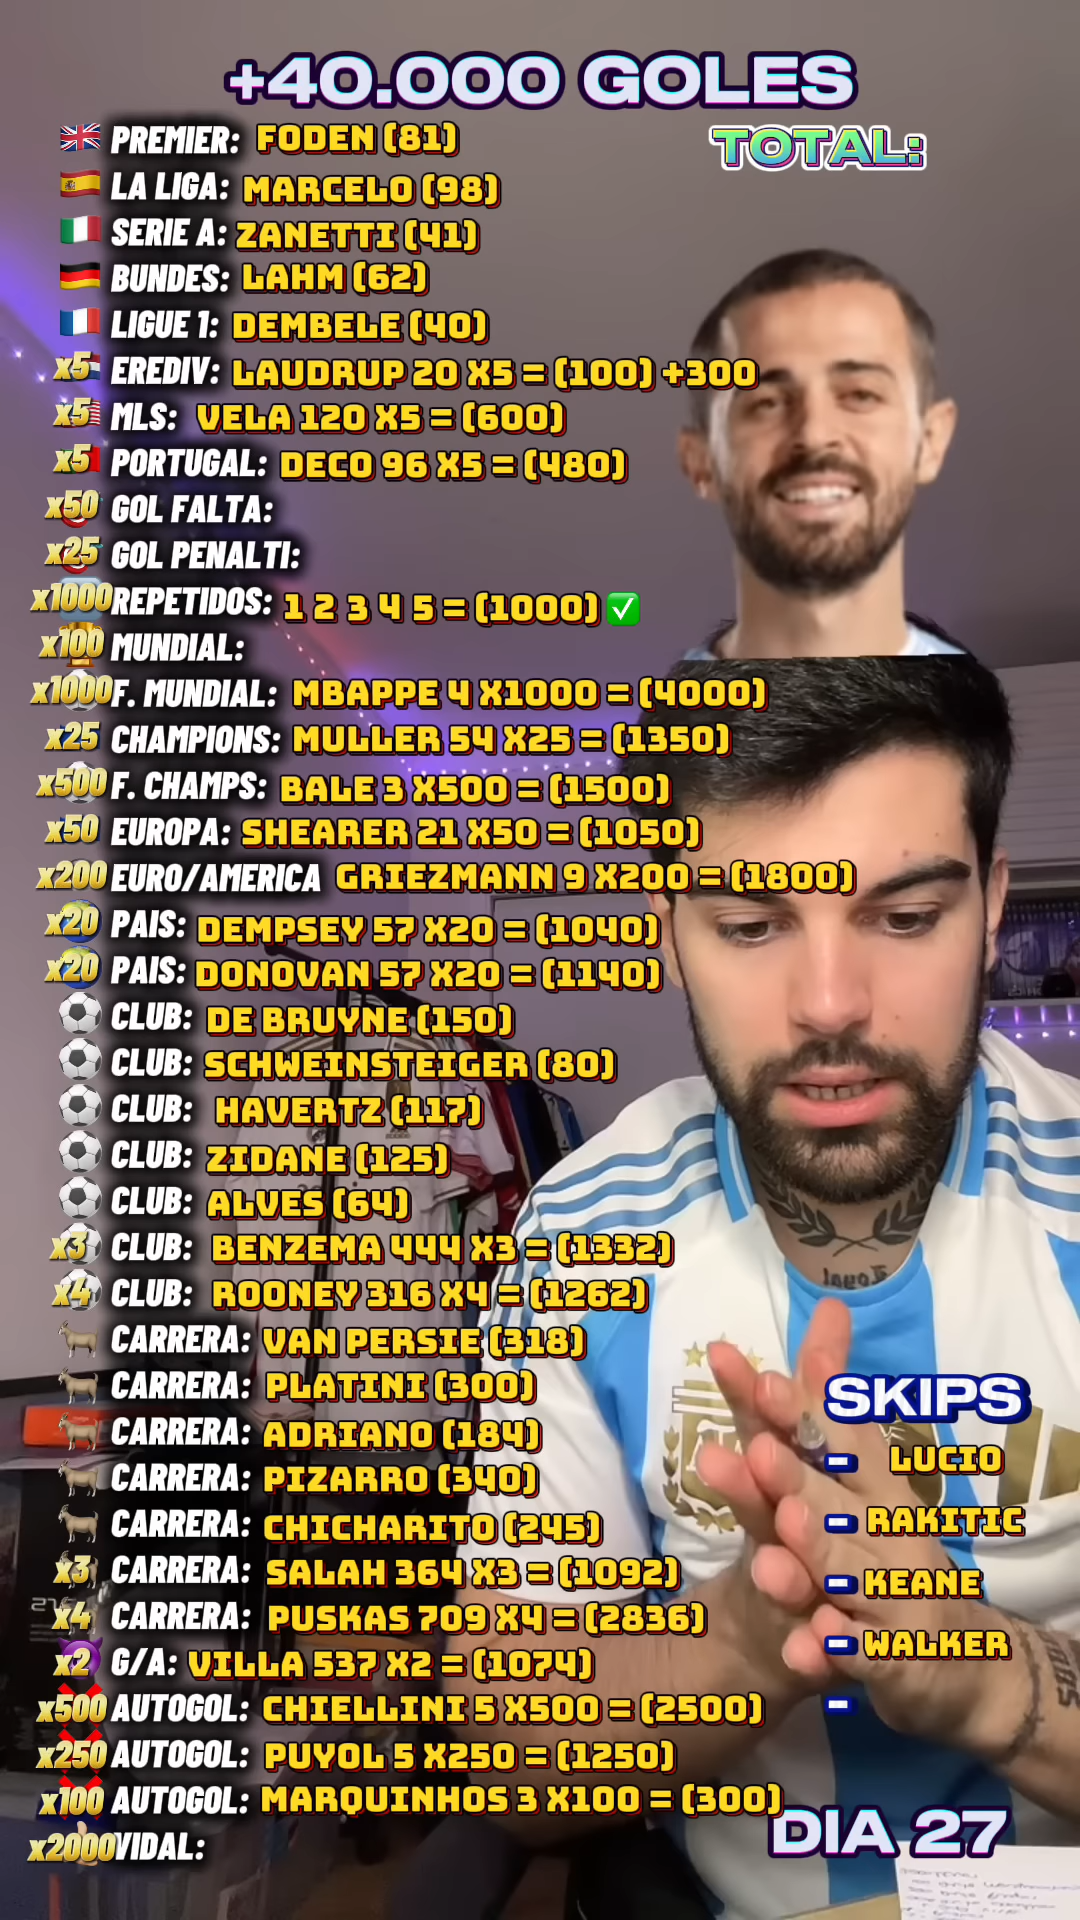 +40.000 GOLES
TOTAL:
PREMIER: FODEN (81)
LA LIGA: MARCELO (98)
SERIE A: ZANETTI (41)
BUNDES: LAHM (62)
LIGUE 1: DEMBELE (40)
x5 EREDIV: LAUDRUP 20 X5 = (100) +300
x5 MLS: VELA 120 X5 = (600)
x5 PORTUGAL: DECO 96 X5 = (480)
x50 GOL FALTA:
x25 GOL PENALTI:
x1000 REPETIDOS: 1 2 3 4 5 = (1000) ✅
x100 MUNDIAL:
x1000 F. MUNDIAL: MBAPPE 4 X1000 = (4000)
x25 CHAMPIONS: MULLER 54 X25 = (1350)
x500 F. CHAMPS: BALE 3 X500 = (1500)
x50 EUROPA: SHEARER 21 X50 = (1050)
x200 EURO/AMERICA GRIEZMANN 9 X200 = (1800)
x20 PAIS: DEMPSEY 57 X20 = (1040)
x20 PAIS: DONOVAN 57 X20 = (1140)
CLUB: DE BRUYNE (150)
CLUB: SCHWEINSTEIGER (80)
CLUB: HAVERTZ (117)
CLUB: ZIDANE (125)
CLUB: ALVES (64)
x3 CLUB: BENZEMA 444 X3 = (1332)
x4 CLUB: ROONEY 316 X4 = (1262)
CARRERA: VAN PERSIE (318)
CARRERA: PLATINI (300)
CARRERA: ADRIANO (184)
CARRERA: PIZARRO (340)
CARRERA: CHICHARITO (245)
x3 CARRERA: SALAH 364 X3 = (1092)
x4 CARRERA: PUSKAS 709 X4 = (2836)
x2 G/A: VILLA 537 X2 = (1074)
x500 AUTOGOL: CHIELLINI 5 X500 = (2500)
x250 AUTOGOL: PUYOL 5 X250 = (1250)
x100 AUTOGOL: MARQUINHOS 3 X100 = (300)
x2000 VIDAL:
SKIPS
- LUCIO
- RAKITIC
- KEANE
- WALKER
-
DIA 27
Loyal